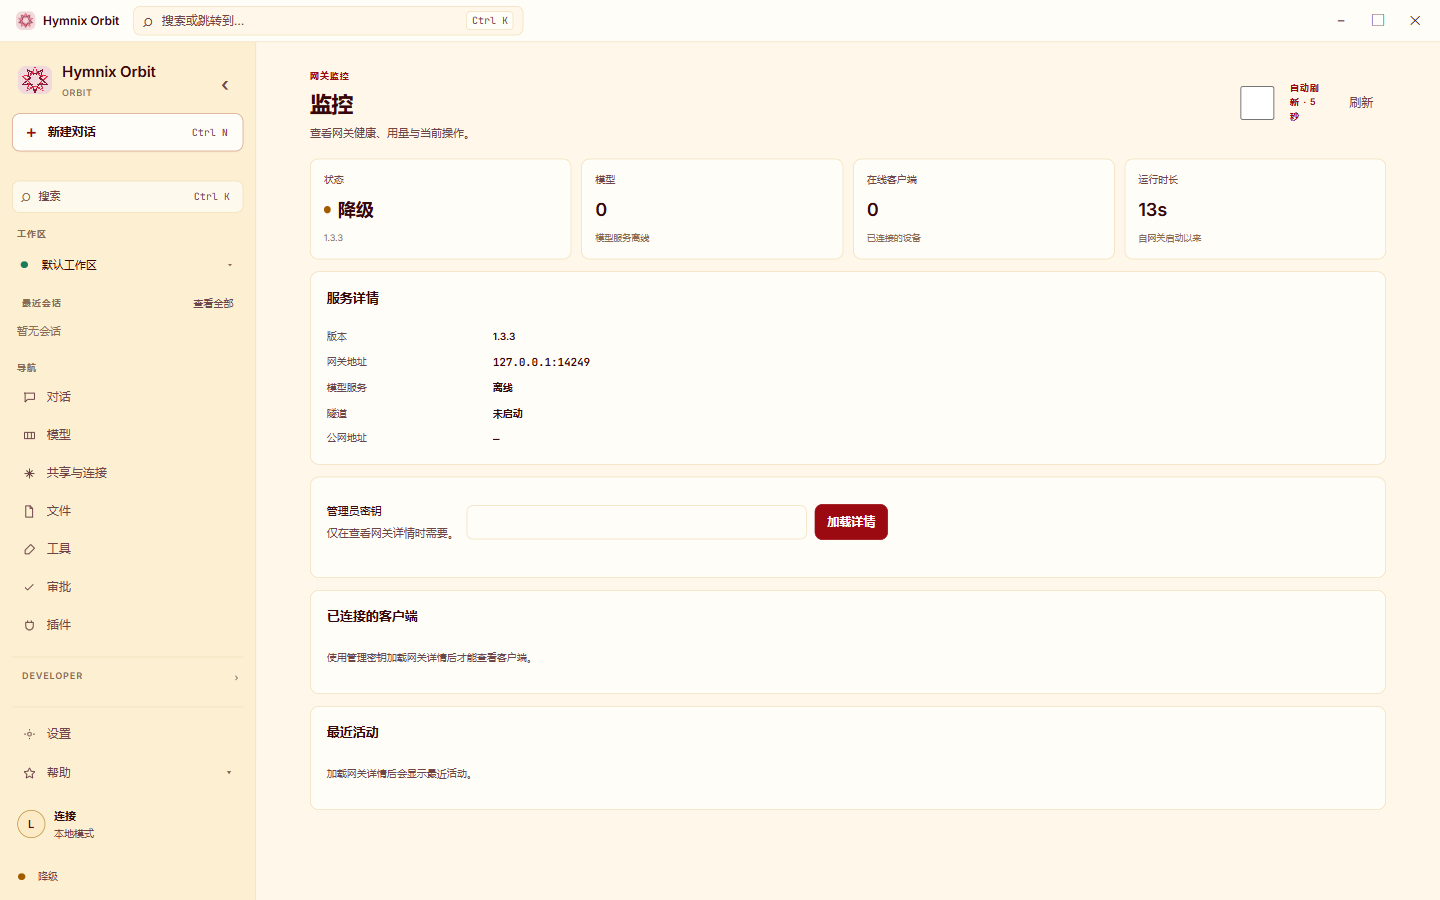 Hymnix Orbit
搜索或跳转到...
Ctrl K
Hymnix Orbit
ORBIT
新建对话
Ctrl N
搜索
Ctrl K
工作区
默认工作区
最近会话
查看全部
暂无会话
导航
对话
模型
共享与连接
文件
工具
审批
插件
DEVELOPER
设置
帮助
L
连接
本地模式
降级
网关监控
监控
查看网关健康、用量与当前操作。
自动刷
新 · 5
秒
刷新
状态
降级
1.3.3
模型
0
模型服务离线
在线客户端
0
已连接的设备
运行时长
13s
自网关启动以来
服务详情
版本
1.3.3
网关地址
127.0.0.1:14249
模型服务
离线
隧道
未启动
公网地址
—
管理员密钥
仅在查看网关详情时需要。
加载详情
已连接的客户端
使用管理密钥加载网关详情后才能查看客户端。
最近活动
加载网关详情后会显示最近活动。